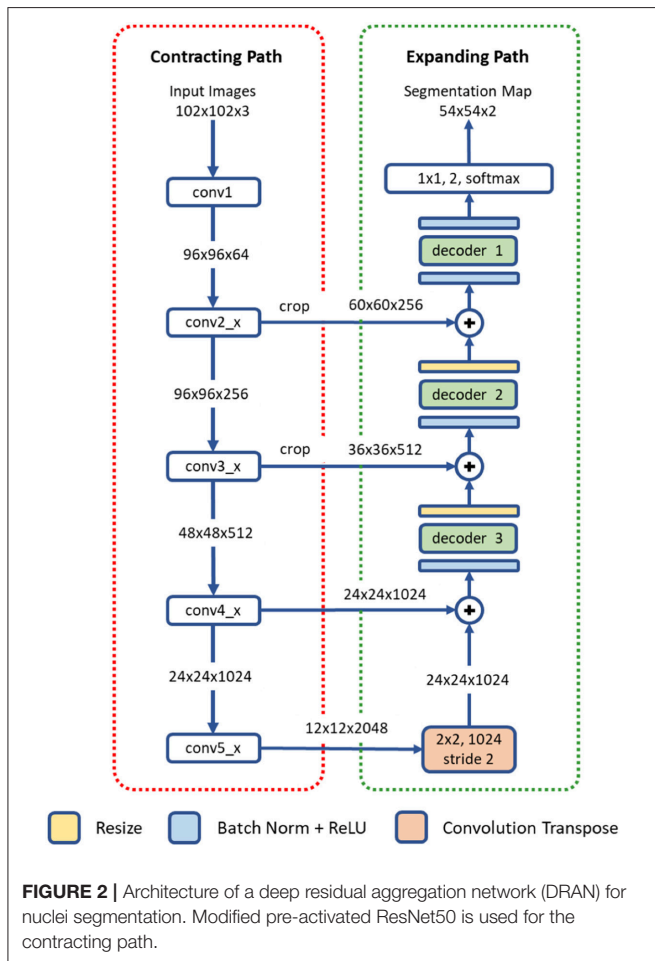 Contracting Path
Expanding Path
Input Images
102x102x3
Segmentation Map
54x54x2
conv1
1x1, 2, softmax
96x96x64
decoder 1
conv2_x
crop
60x60x256
+
96x96x256
decoder 2
conv3_x
crop
36x36x512
+
48x48x512
decoder 3
conv4_x
24x24x1024
+
24x24x1024
24x24x1024
conv5_x
12x12x2048
2x2, 1024
stride 2
Resize
Batch Norm + ReLU
Convolution Transpose
FIGURE 2 | Architecture of a deep residual aggregation network (DRAN) for
nuclei segmentation. Modified pre-activated ResNet50 is used for the
contracting path.